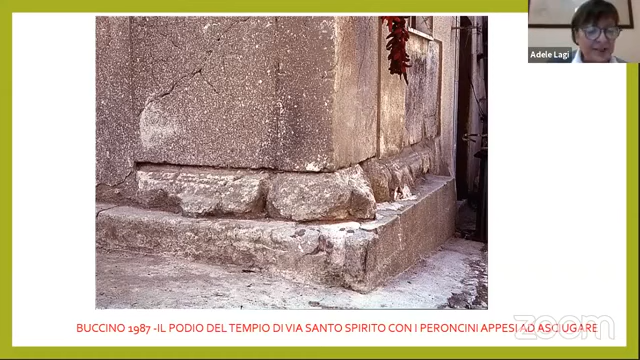 Adele Lagi
BUCCINO 1987 -IL PODIO DEL TEMPIO DI VIA SANTO SPIRITO CON I PERONCINI APPESI AD ASCIUGARE
zoom